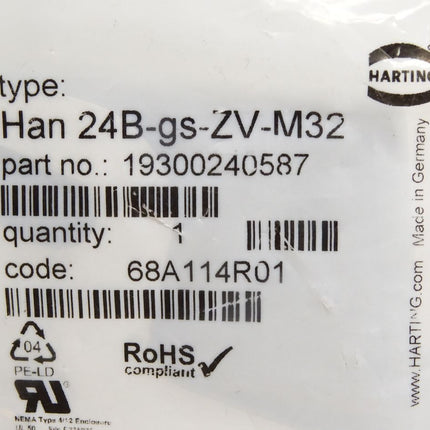 type:
HARTING
Han 24B-gs-ZV-M32
part no.: 19300240587
quantity: 1
code: 68A114R01
04
PE-LD
RoHS
compliant
NEMA Type 4/12 Enclosure
www.HARTING.com Made in Germany